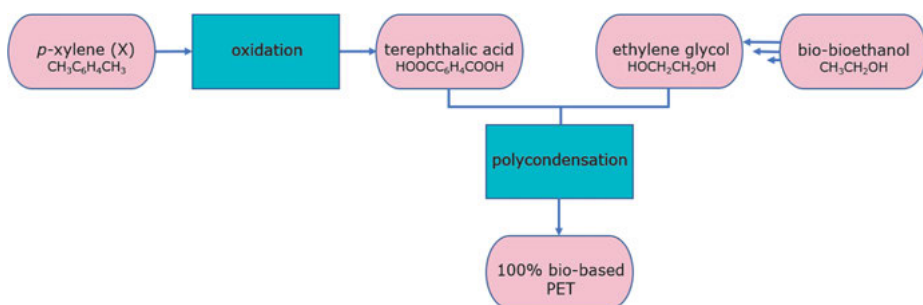 p-xylene (X)
CH₃C₆H₄CH₃
oxidation
terephthalic acid
HOOCC₆H₄COOH
ethylene glycol
HOCH₂CH₂OH
bio-bioethanol
CH₃CH₂OH
polycondensation
100% bio-based
PET